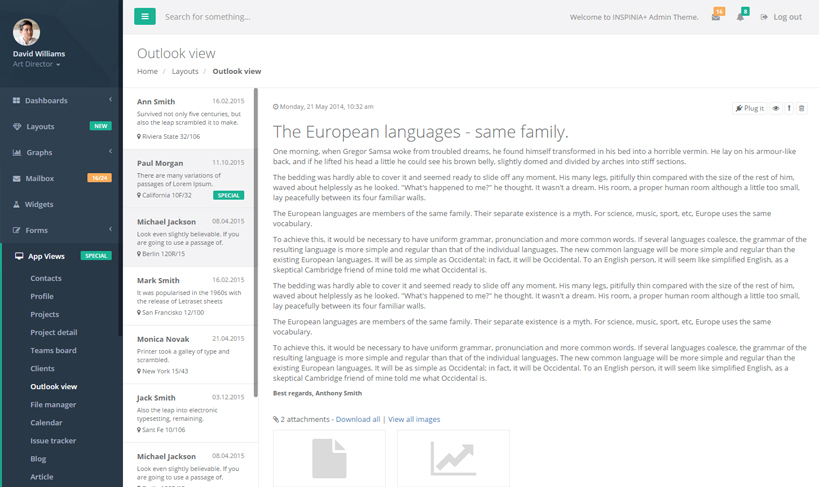 David Williams
Art Director
Dashboards
Layouts NEW
Graphs
Mailbox 16/24
Widgets
Forms
App Views SPECIAL
Contacts
Profile
Projects
Project detail
Teams board
Clients
Outlook view
File manager
Calendar
Issue tracker
Blog
Article
Search for something...
Welcome to INSPINIA+ Admin Theme.
16
8
Log out
Outlook view
Home / Layouts / Outlook view
Ann Smith 16.02.2015
Survived not only five centuries, but
also the leap scrambled it to make.
Riviera State 32/106
Paul Morgan 11.10.2015
There are many variations of
passages of Lorem Ipsum.
California 10F/32 SPECIAL
Michael Jackson 08.04.2015
Look even slightly believable. If you
are going to use a passage of.
Berlin 120R/15
Mark Smith 16.02.2015
It was popularised in the 1960s with
the release of Letraset sheets
San Francisko 12/100
Monica Novak 21.04.2015
Printer took a galley of type and
scrambled.
New York 15/43
Jack Smith 03.12.2015
Also the leap into electronic
typesetting, remaining.
Sant Fe 10/106
Michael Jackson 08.04.2015
Look even slightly believable. If you
are going to use a passage of.
Monday, 21 May 2014, 10:32 am
Plug it
The European languages - same family.
One morning, when Gregor Samsa woke from troubled dreams, he found himself transformed in his bed into a horrible vermin. He lay on his armour-like
back, and if he lifted his head a little he could see his brown belly, slightly domed and divided by arches into stiff sections.
The bedding was hardly able to cover it and seemed ready to slide off any moment. His many legs, pitifully thin compared with the size of the rest of him,
waved about helplessly as he looked. "What's happened to me?" he thought. It wasn't a dream. His room, a proper human room although a little too small,
lay peacefully between its four familiar walls.
The European languages are members of the same family. Their separate existence is a myth. For science, music, sport, etc, Europe uses the same
vocabulary.
To achieve this, it would be necessary to have uniform grammar, pronunciation and more common words. If several languages coalesce, the grammar of the
resulting language is more simple and regular than that of the individual languages. The new common language will be more simple and regular than the
existing European languages. It will be as simple as Occidental; in fact, it will be Occidental. To an English person, it will seem like simplified English, as a
skeptical Cambridge friend of mine told me what Occidental is.
The bedding was hardly able to cover it and seemed ready to slide off any moment. His many legs, pitifully thin compared with the size of the rest of him,
waved about helplessly as he looked. "What's happened to me?" he thought. It wasn't a dream. His room, a proper human room although a little too small,
lay peacefully between its four familiar walls.
The European languages are members of the same family. Their separate existence is a myth. For science, music, sport, etc, Europe uses the same
vocabulary.
To achieve this, it would be necessary to have uniform grammar, pronunciation and more common words. If several languages coalesce, the grammar of the
resulting language is more simple and regular than that of the individual languages. The new common language will be more simple and regular than the
existing European languages. It will be as simple as Occidental; in fact, it will be Occidental. To an English person, it will seem like simplified English, as a
skeptical Cambridge friend of mine told me what Occidental is.
Best regards, Anthony Smith
2 attachments - Download all | View all images